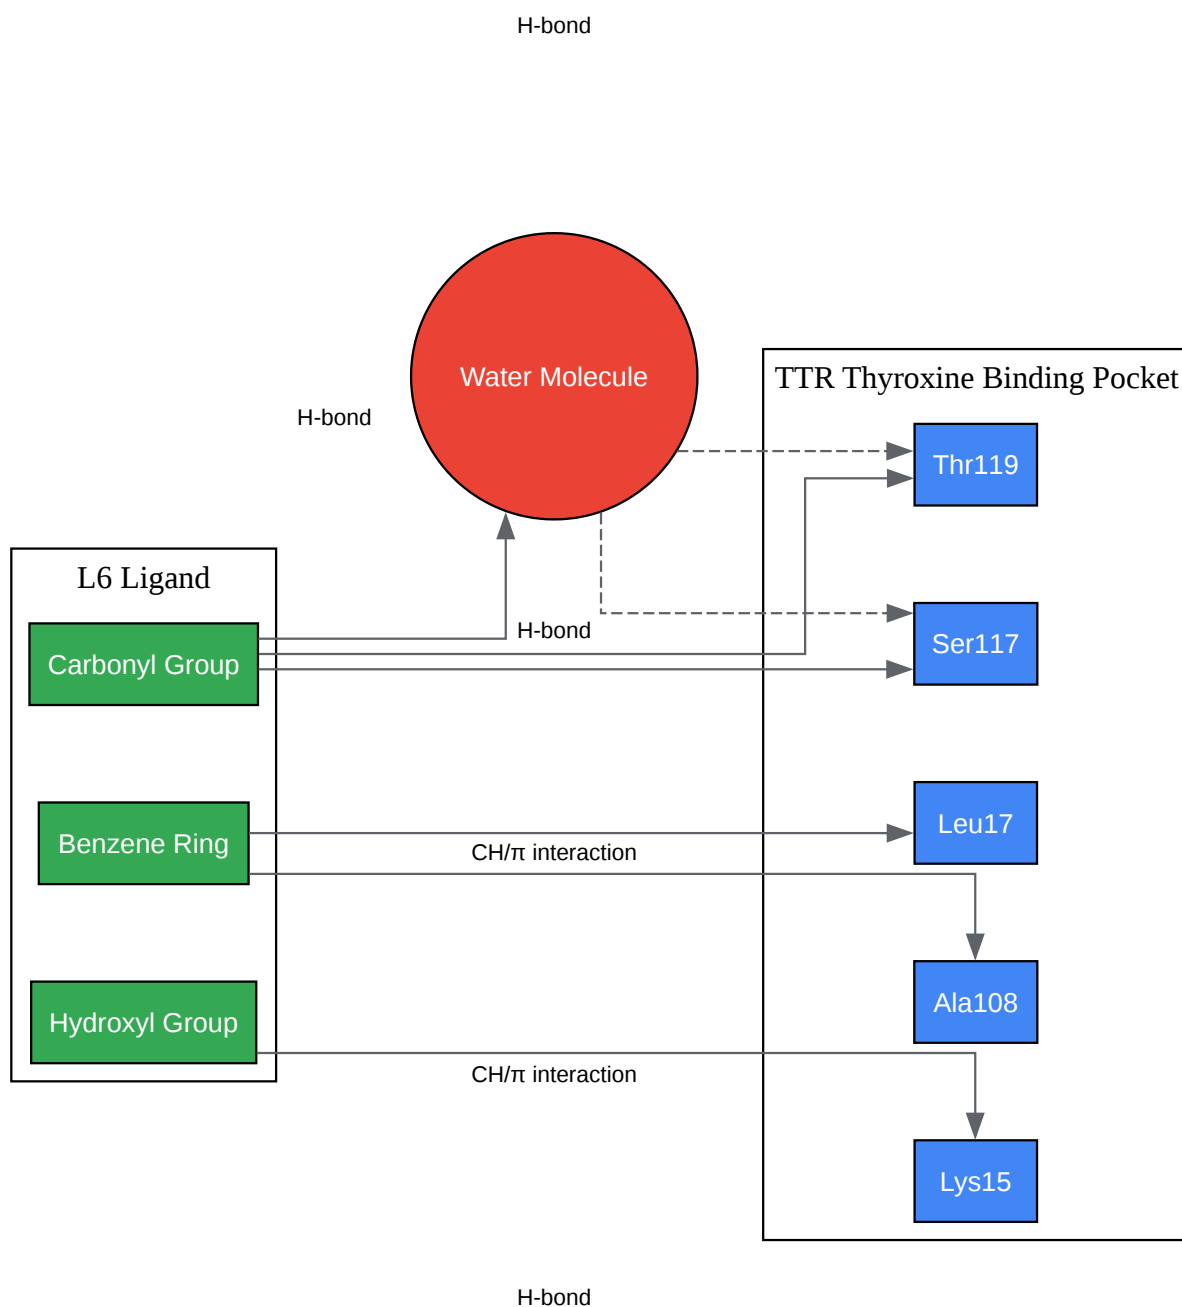 H-bond
Water Molecule
TTR Thyroxine Binding Pocket
H-bond
Thr119
L6 Ligand
H-bond
Carbonyl Group
Ser117
Benzene Ring
Leu17
CH/π interaction
Hydroxyl Group
Ala108
CH/π interaction
Lys15
H-bond